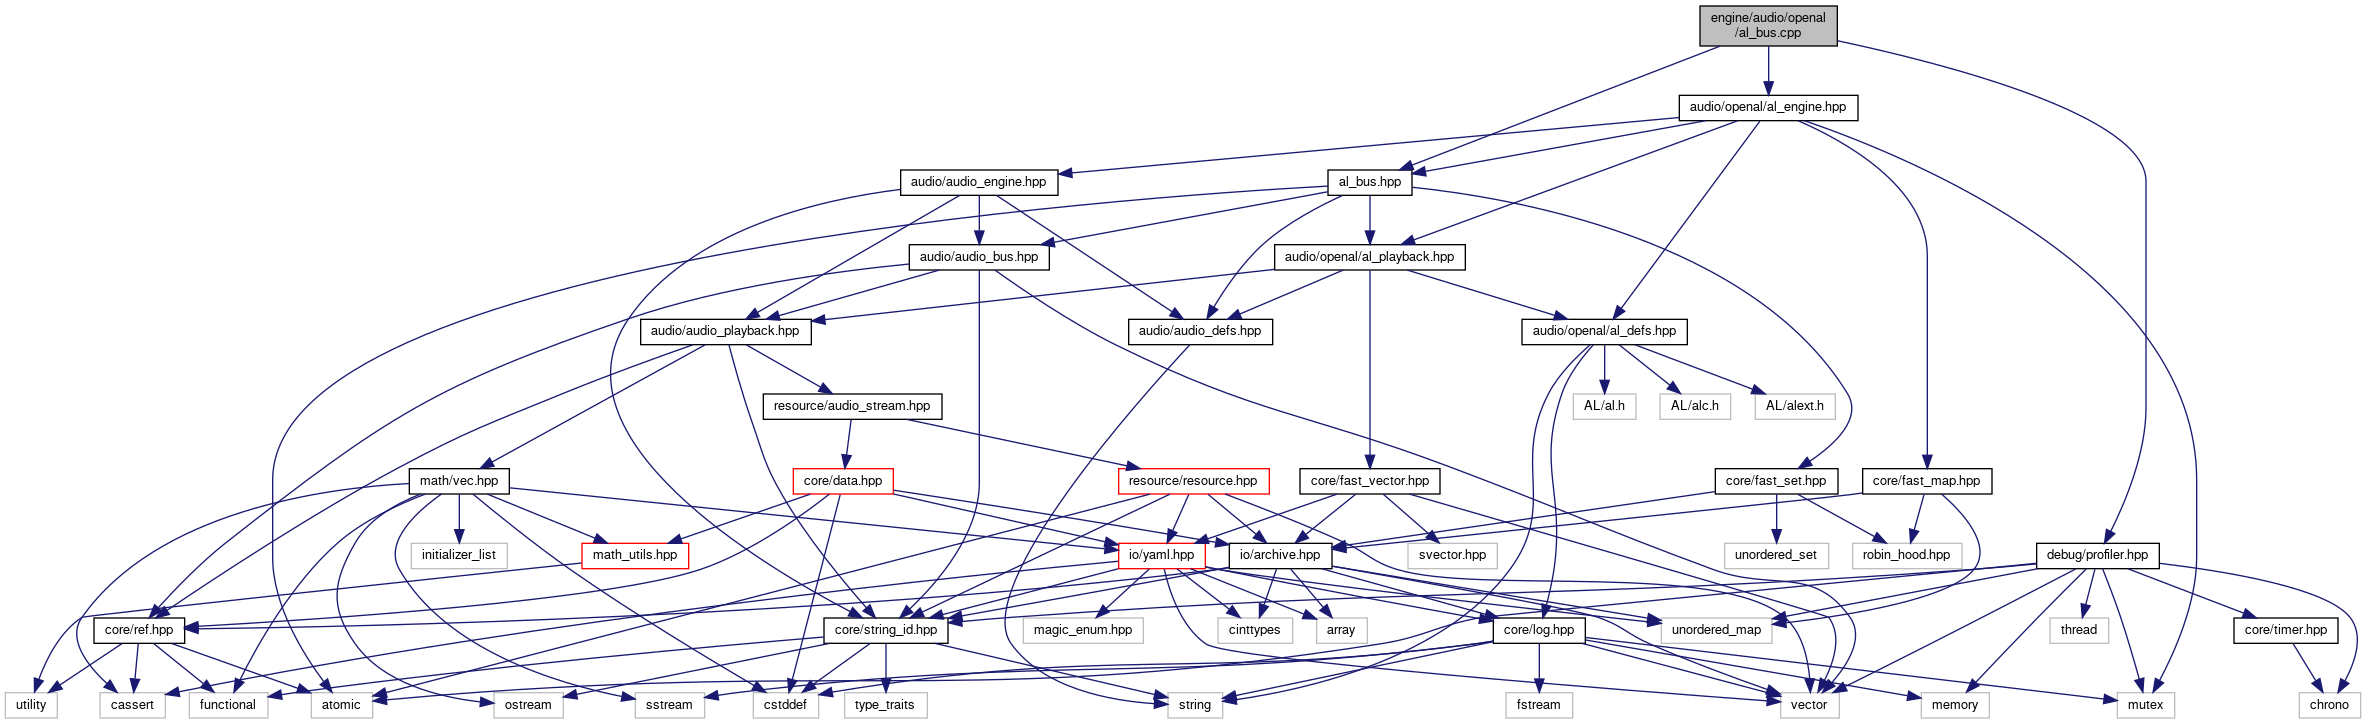 engine/audio/openal
/al_bus.cpp
audio/openal/al_engine.hpp
audio/audio_engine.hpp
al_bus.hpp
audio/audio_bus.hpp
audio/openal/al_playback.hpp
audio/audio_playback.hpp
audio/audio_defs.hpp
audio/openal/al_defs.hpp
resource/audio_stream.hpp
AL/al.h
AL/alc.h
AL/alext.h
math/vec.hpp
core/data.hpp
resource/resource.hpp
core/fast_vector.hpp
core/fast_set.hpp
core/fast_map.hpp
initializer_list
math_utils.hpp
io/yaml.hpp
io/archive.hpp
svector.hpp
unordered_set
robin_hood.hpp
debug/profiler.hpp
core/ref.hpp
core/string_id.hpp
magic_enum.hpp
cinttypes
array
core/log.hpp
unordered_map
thread
core/timer.hpp
utility
cassert
functional
atomic
ostream
sstream
cstddef
type_traits
string
fstream
vector
memory
mutex
chrono